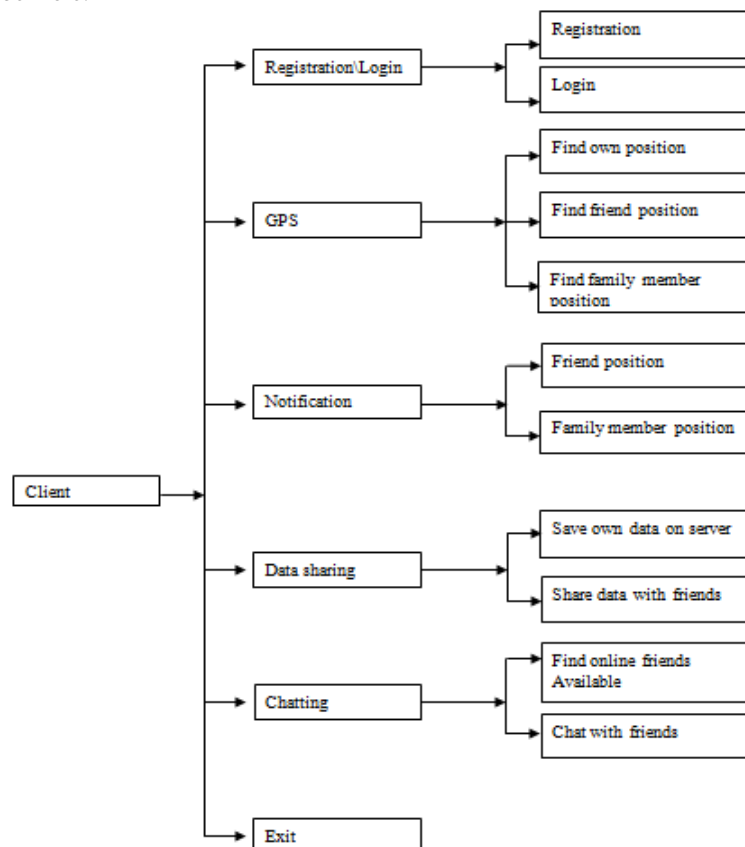 Registration\Login
Registration
Login
GPS
Find own position
Find friend position
Find family member
position
Notification
Friend position
Family member position
Client
Data sharing
Save own data on server
Share data with friends
Chatting
Find online friends
Available
Chat with friends
Exit